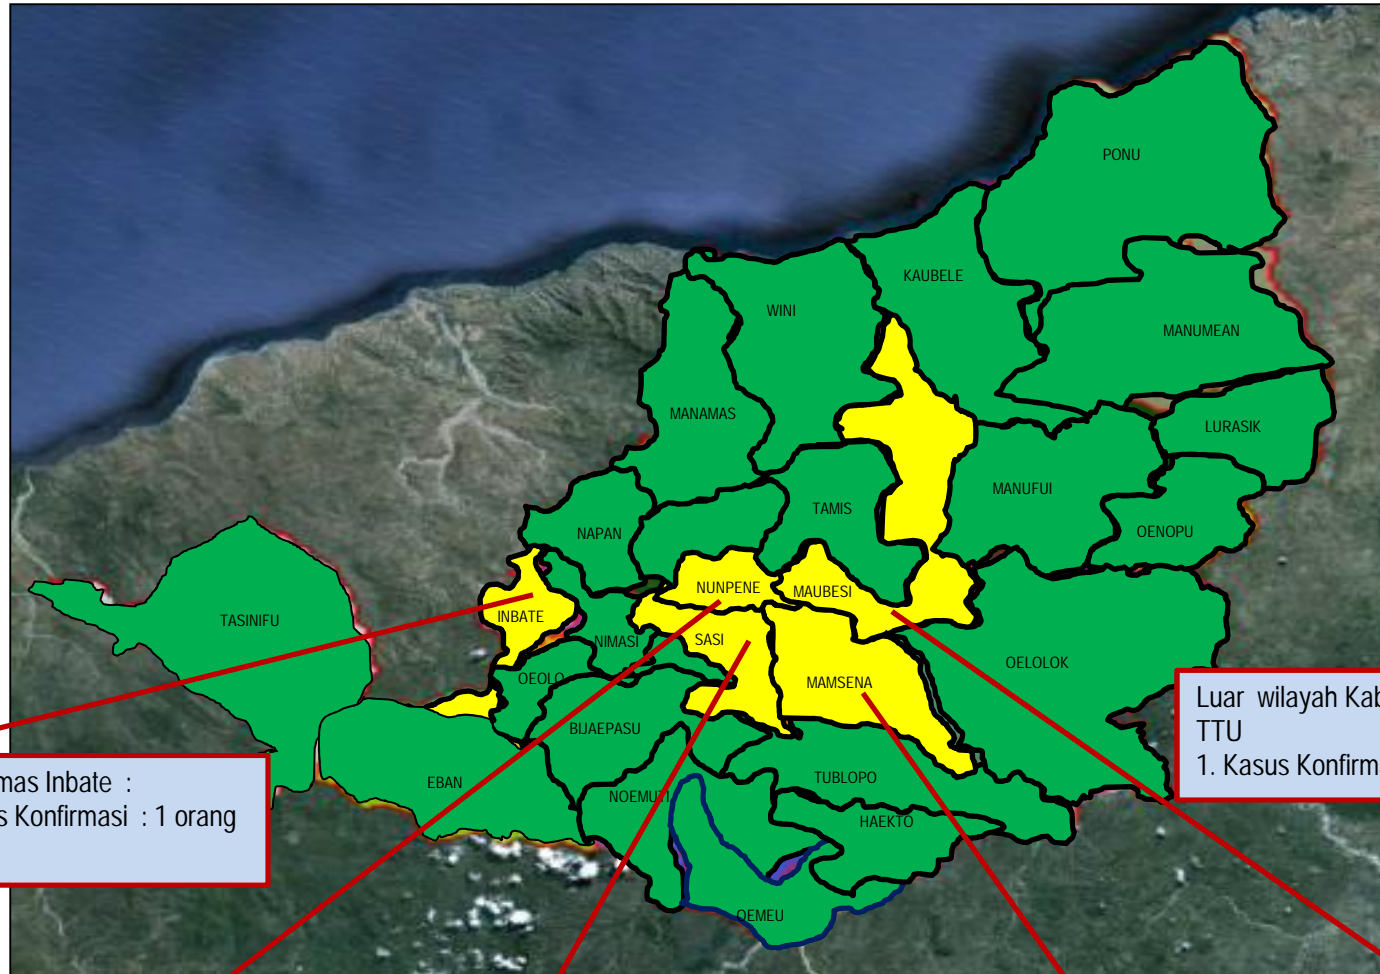 PONU
KAUBELE
WINI
MANUMEAN
MANAMAS
LURASIK
MANUFUI
TAMIS
OENOPU
NAPAN
NUNPENE
MAUBESI
INBATE
TASINIFU
NIMASI
SASI
OELOLOK
OEOLO
MAMSENA
BIJAEPASU
TUBLOPO
EBAN
NOEMUTI
HAEKTO
OEMEU
Luar wilayah Kab
TTU
1. Kasus Konfirm
mas Inbate :
s Konfirmasi : 1 orang